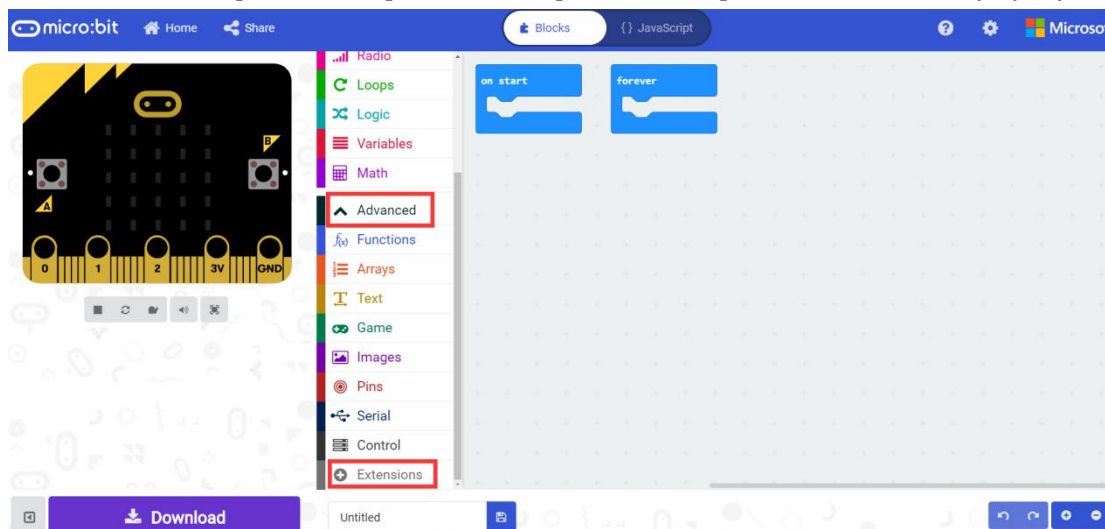 micro:bit Home Share Blocks {} JavaScript ? Microsof
Radio
Loops
Logic
Variables
Math
Advanced
f(x) Functions
Arrays
Text
Game
Images
Pins
Serial
Control
Extensions
on start
forever
A
B
0 1 2 3V GND
Download
Untitled